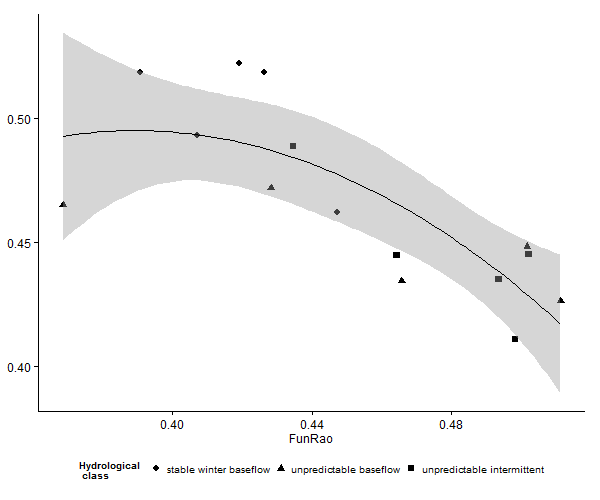 0.50
0.45
0.40
0.40 0.44 0.48
FunRao
Hydrological
class
stable winter baseflow unpredictable baseflow unpredictable intermittent